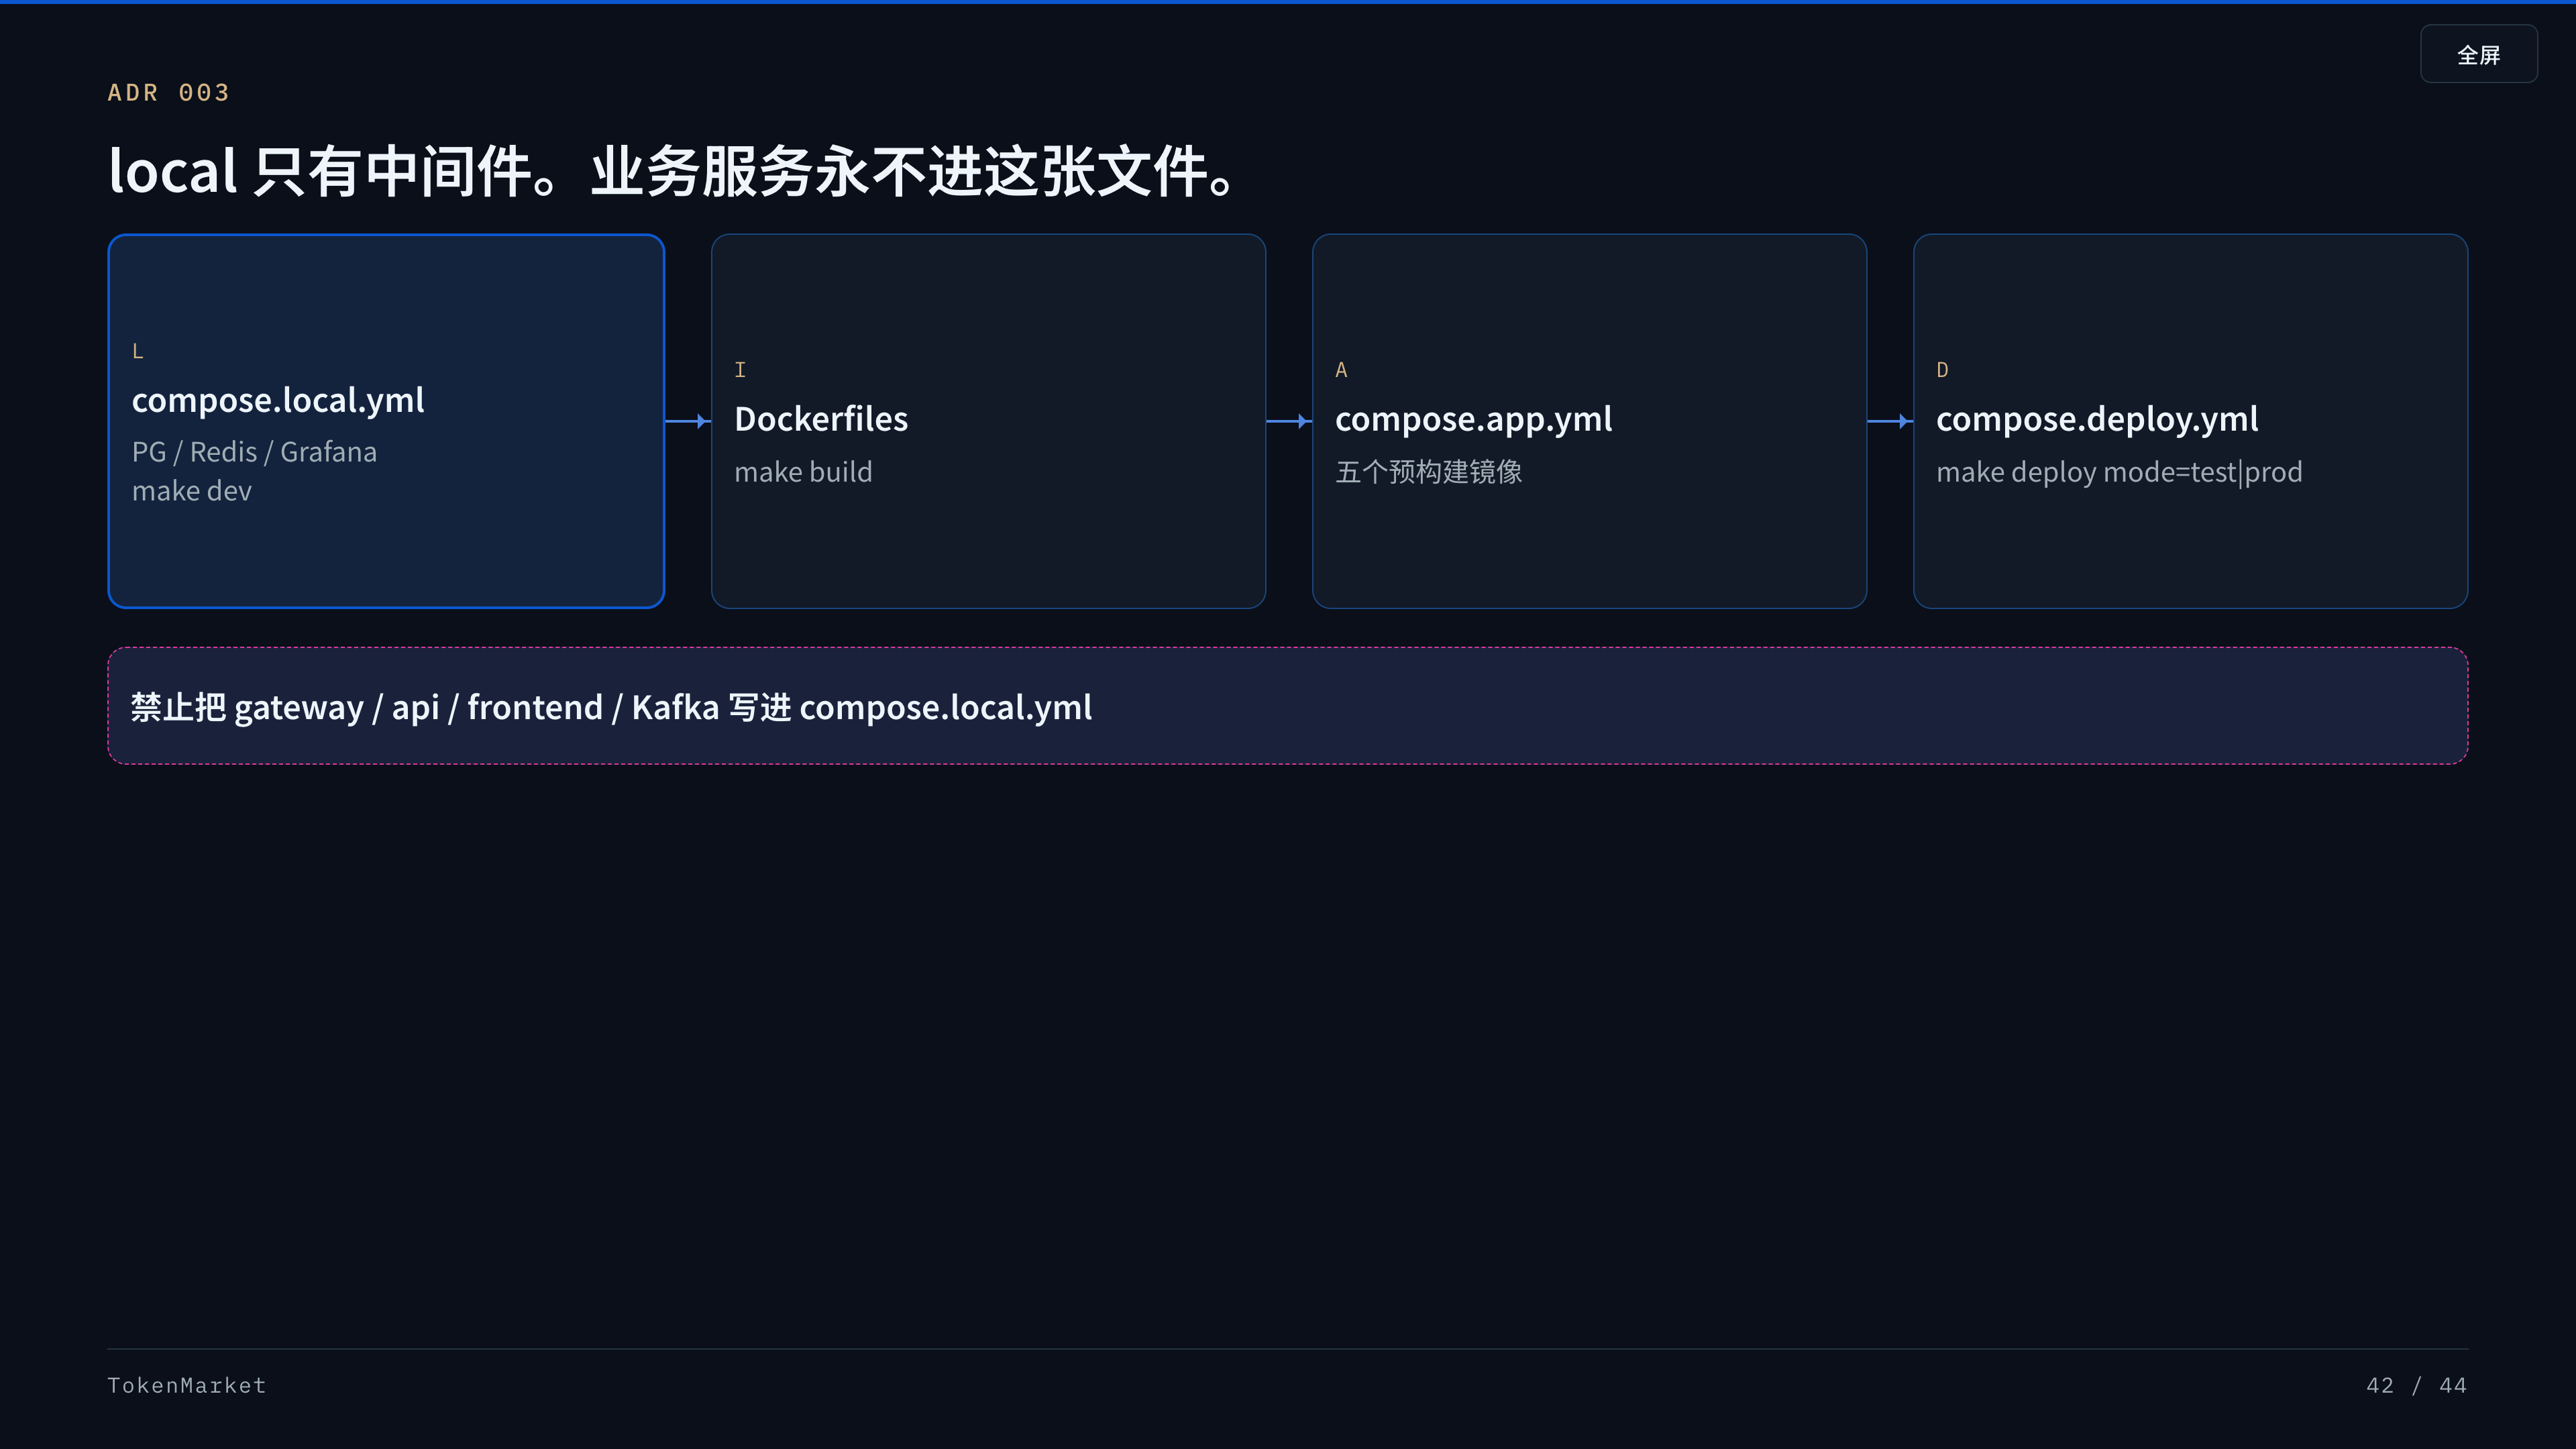 全屏
ADR 003
local 只有中间件。业务服务永不进这张文件。
L
compose.local.yml
PG / Redis / Grafana
make dev
I
Dockerfiles
make build
A
compose.app.yml
五个预构建镜像
D
compose.deploy.yml
make deploy mode=test|prod
禁止把 gateway / api / frontend / Kafka 写进 compose.local.yml
TokenMarket
42 / 44